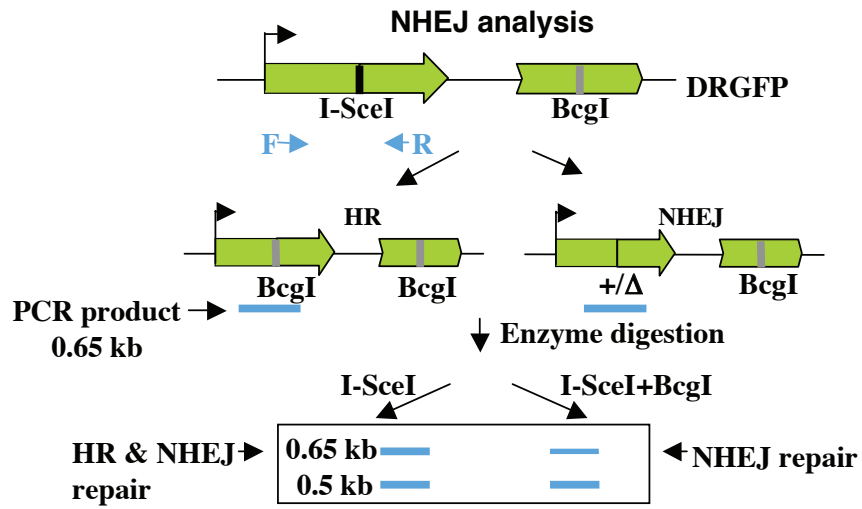 NHEJ analysis
I-SceI
BcgI
DRGFP
F
R
HR
NHEJ
BcgI
BcgI
+/Δ
BcgI
PCR product
0.65 kb
Enzyme digestion
I-SceI
I-SceI+BcgI
HR & NHEJ
repair
0.65 kb
0.5 kb
NHEJ repair